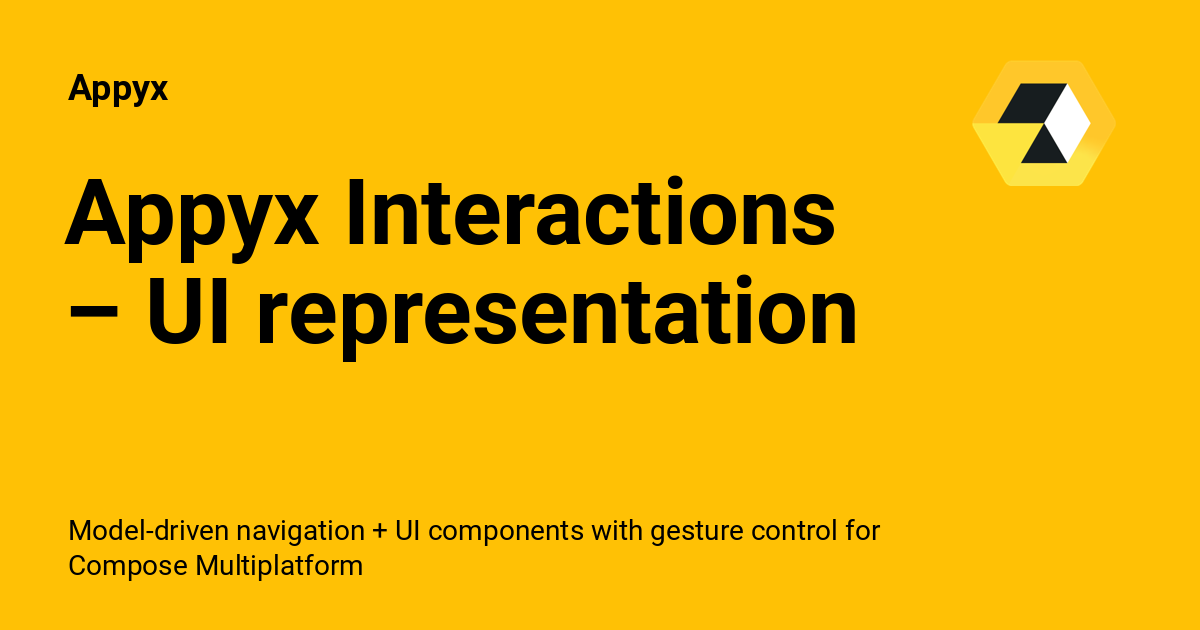 Appyx
Appyx Interactions
– UI representation
Model-driven navigation + UI components with gesture control for
Compose Multiplatform